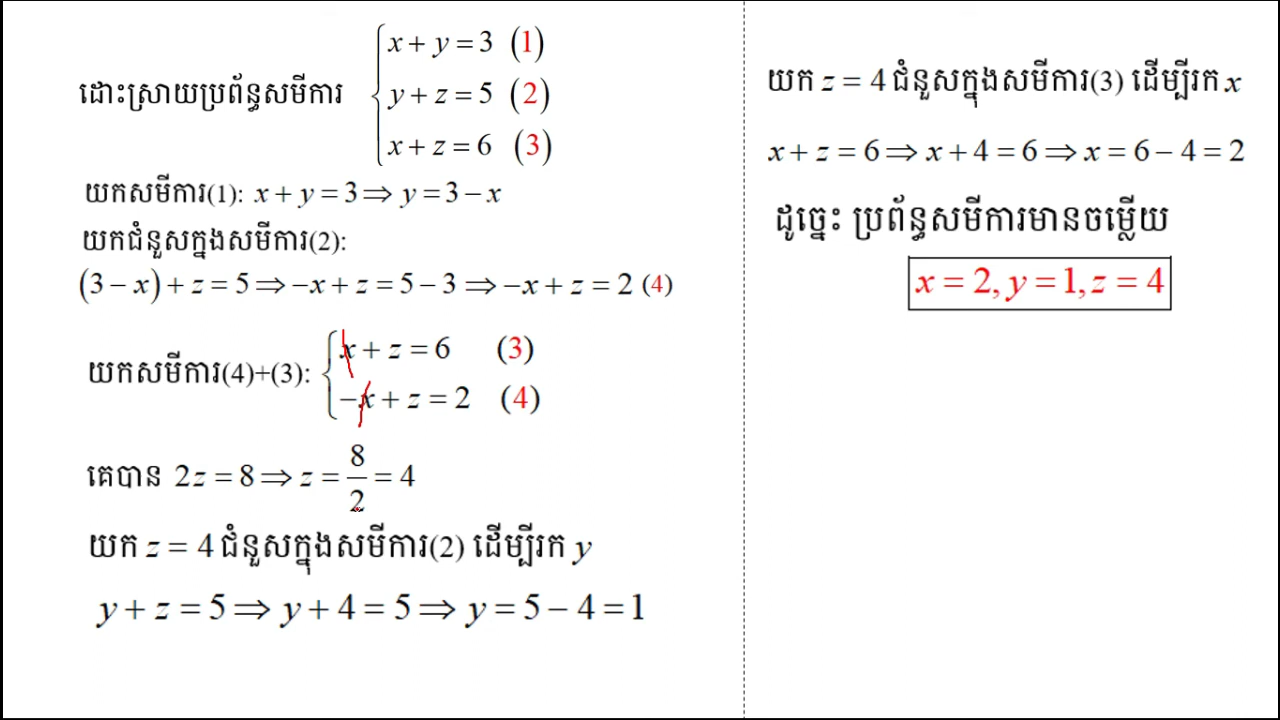 ដោះស្រាយប្រព័ន្ធសមីការ
x + y = 3 (1)
y + z = 5 (2)
x + z = 6 (3)
យកសមីការ(1): x + y = 3 ⇒ y = 3 − x
យកជំនួសក្នុងសមីការ(2):
(3 − x) + z = 5 ⇒ −x + z = 5 − 3 ⇒ −x + z = 2 (4)
យកសមីការ(4)+(3):
x + z = 6 (3)
−x + z = 2 (4)
គេបាន 2z = 8 ⇒ z = 8/2 = 4
យក z = 4 ជំនួសក្នុងសមីការ(2) ដើម្បីរក y
y + z = 5 ⇒ y + 4 = 5 ⇒ y = 5 − 4 = 1
យក z = 4 ជំនួសក្នុងសមីការ(3) ដើម្បីរក x
x + z = 6 ⇒ x + 4 = 6 ⇒ x = 6 − 4 = 2
ដូច្នេះ ប្រព័ន្ធសមីការមានចម្លើយ
x = 2, y = 1, z = 4